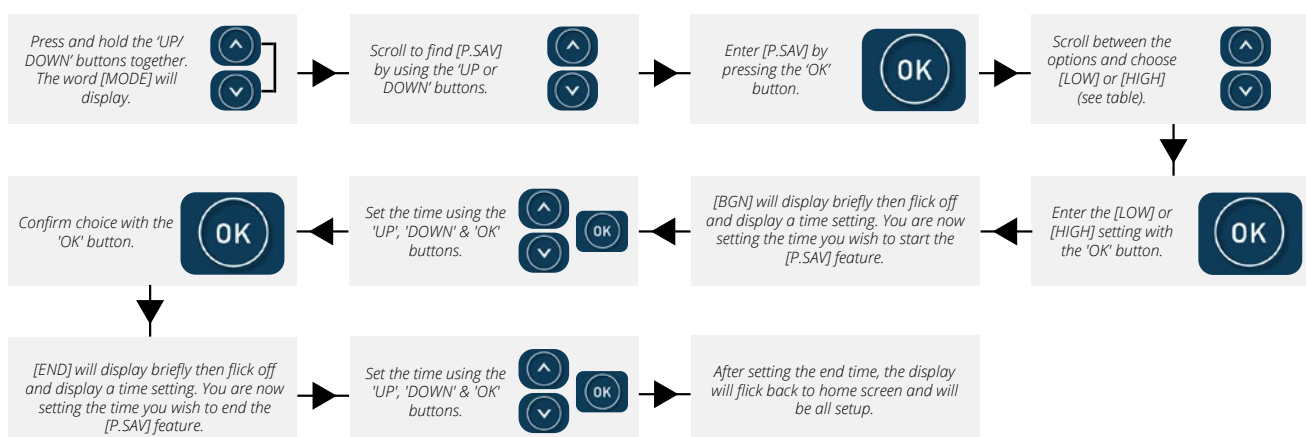 Press and hold the ‘UP/
DOWN’ buttons together.
The word [MODE] will
display.
Scroll to find [P.SAV]
by using the ‘UP or
DOWN’ buttons.
Enter [P.SAV] by
pressing the ‘OK’
button.
OK
Scroll between the
options and choose
[LOW] or [HIGH]
(see table).
Enter the [LOW] or
[HIGH] setting with
the 'OK' button.
OK
[BGN] will display briefly then flick off
and display a time setting. You are now
setting the time you wish to start the
[P.SAV] feature.
Set the time using the
'UP', 'DOWN' & 'OK'
buttons.
OK
Confirm choice with the
'OK' button.
OK
[END] will display briefly then flick off
and display a time setting. You are now
setting the time you wish to end the
[P.SAV] feature.
Set the time using the
'UP', 'DOWN' & 'OK'
buttons.
OK
After setting the end time, the display
will flick back to home screen and will
be all setup.